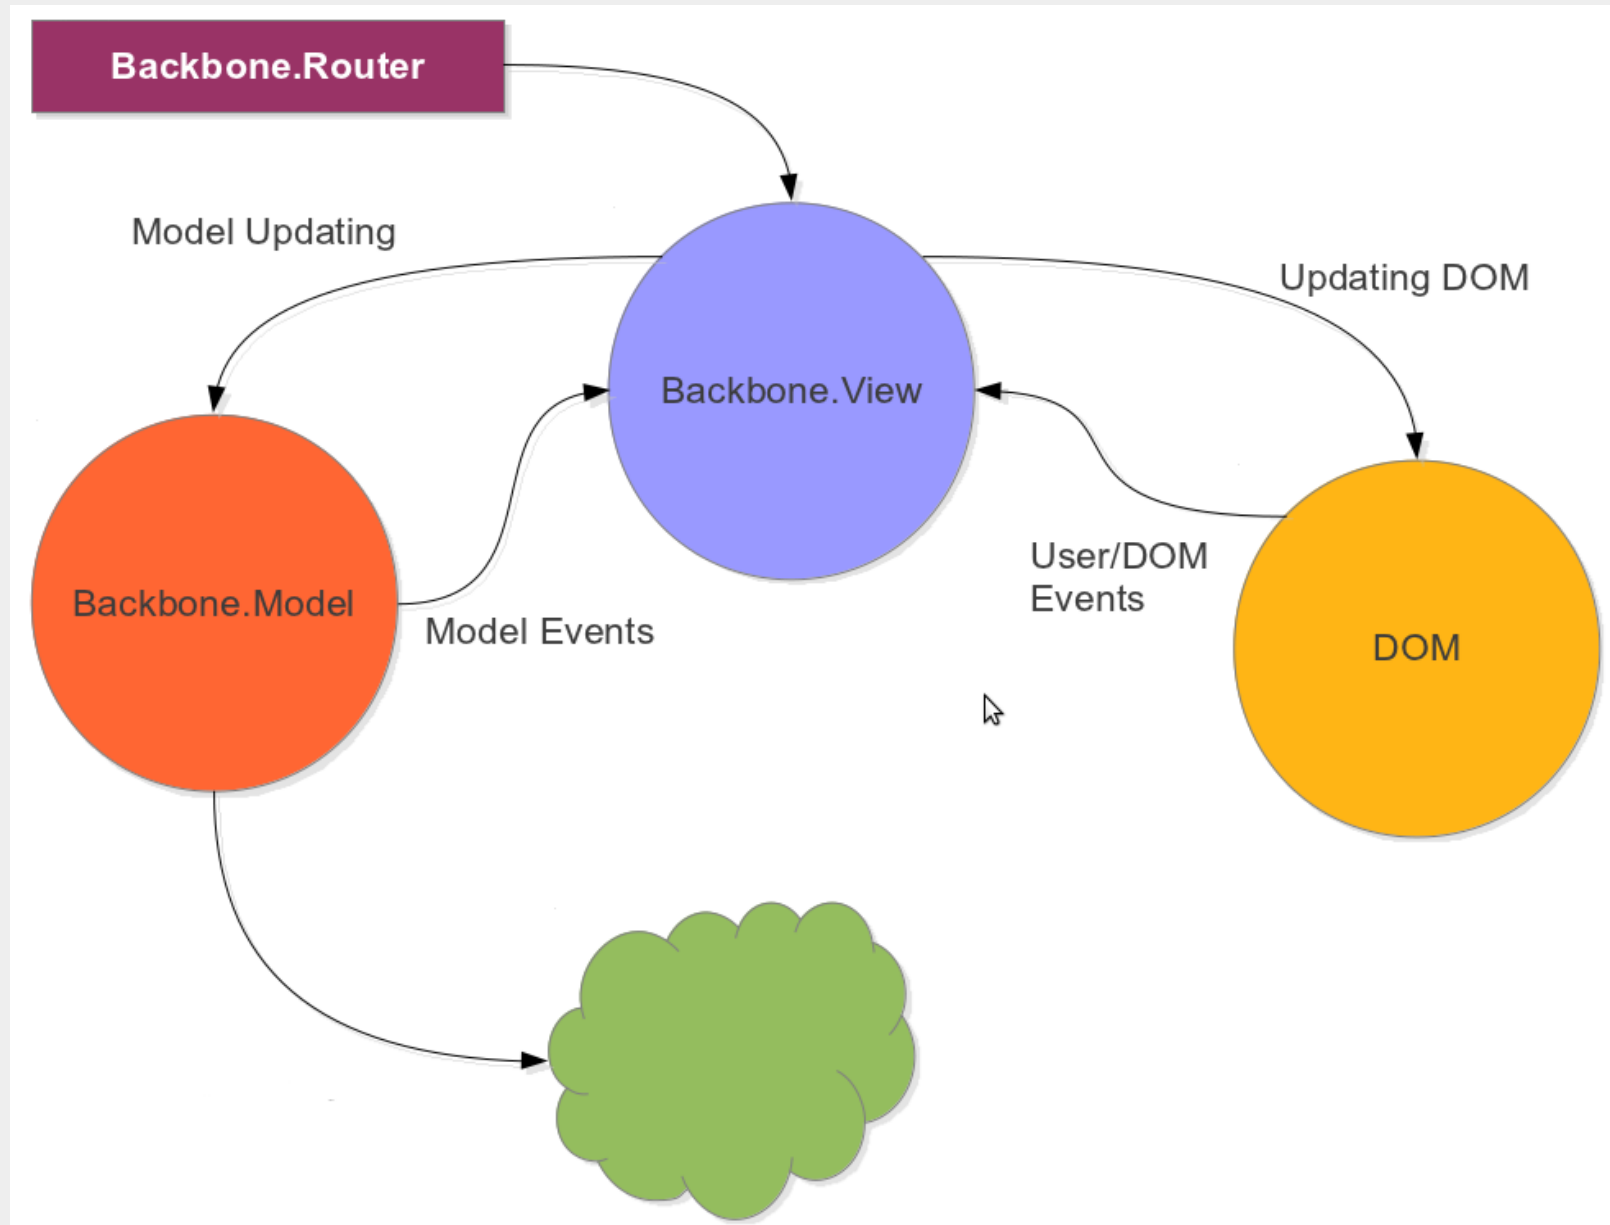 Backbone.Router
Model Updating
Updating DOM
Backbone.View
User/DOM
Events
Backbone.Model
Model Events
DOM